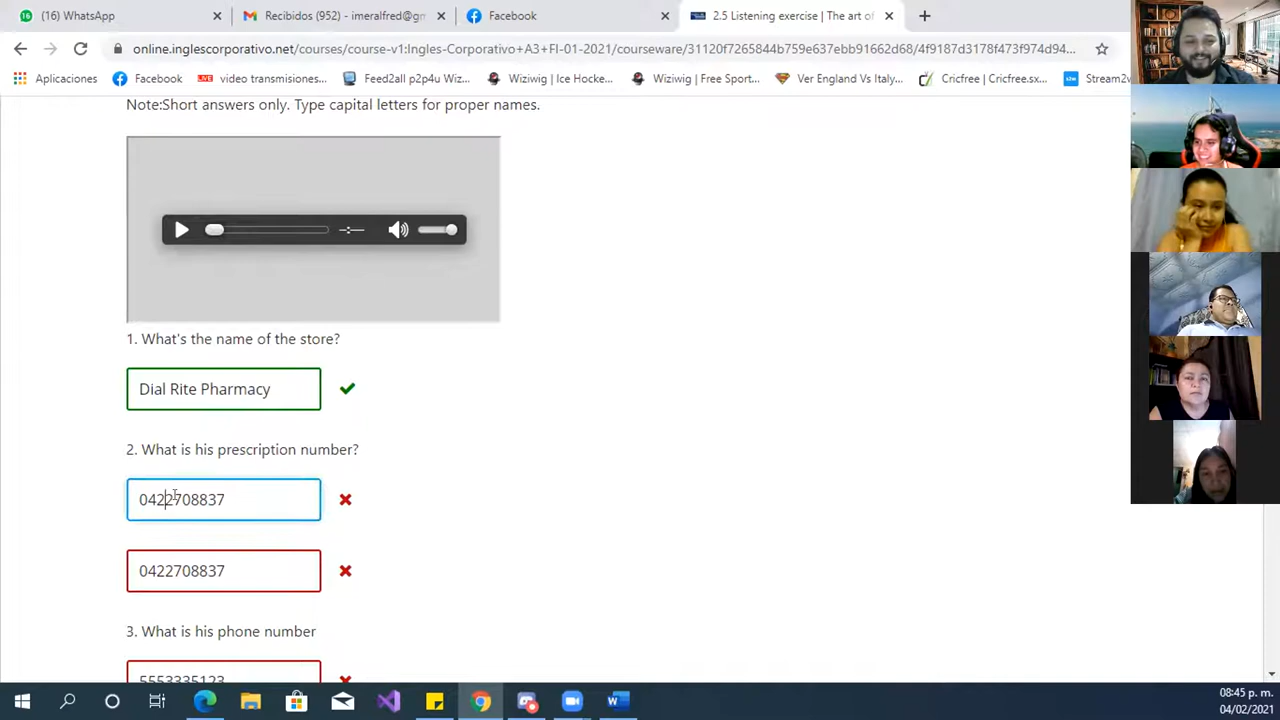 (16) WhatsApp
Recibidos (952) - imeralfred@gm
Facebook
2.5 Listening exercise | The art of
online.inglescorporativo.net/courses/course-v1:Ingles-Corporativo+A3+FI-01-2021/courseware/31120f7265844b759e637ebb91662d68/4f9187d3178f473f974d94...
Aplicaciones
Facebook
LIVE
video transmisiones...
Feed2all p2p4u Wiz...
Wiziwig | Ice Hocke...
Wiziwig | Free Sport...
Ver England Vs Italy...
Cricfree | Cricfree.sx...
Stream2w
Note:Short answers only. Type capital letters for proper names.
1. What's the name of the store?
Dial Rite Pharmacy
2. What is his prescription number?
0422708837
0422708837
3. What is his phone number
5553335123
08:45 p. m.
04/02/2021